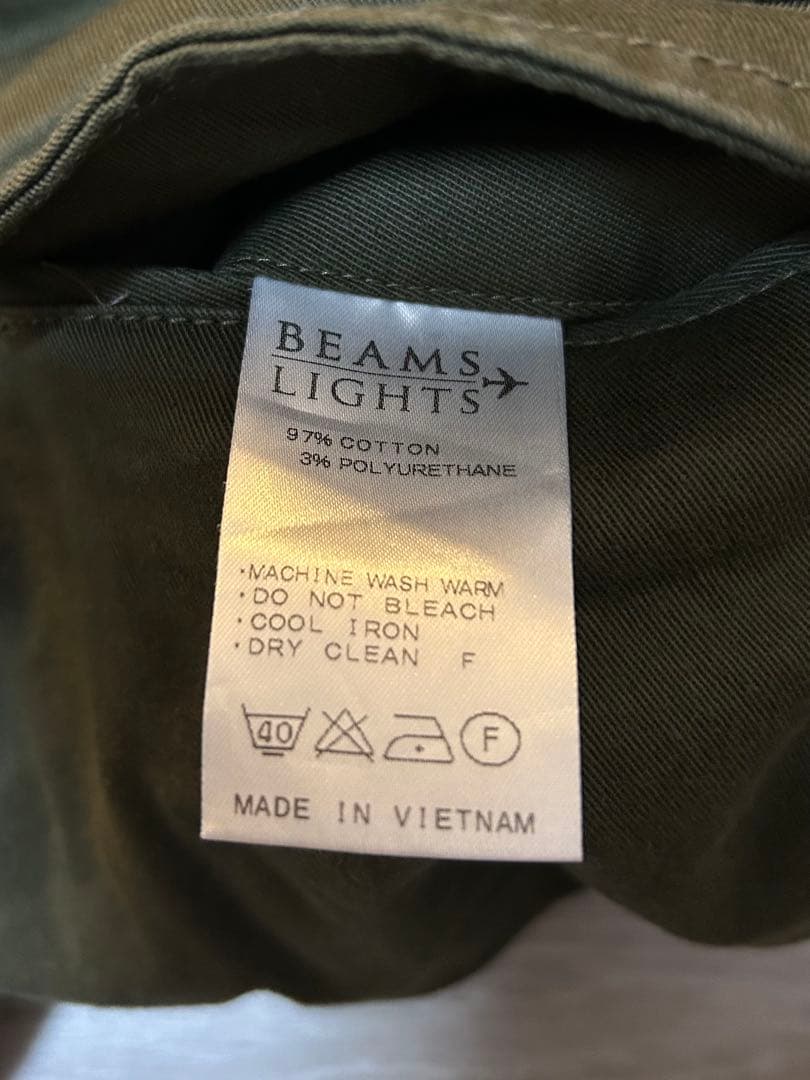 BEAMS
LIGHTS
97% COTTON
3% POLYURETHANE
・MACHINE WASH WARM
・DO NOT BLEACH
・COOL IRON
・DRY CLEAN F
40 F
MADE IN VIETNAM